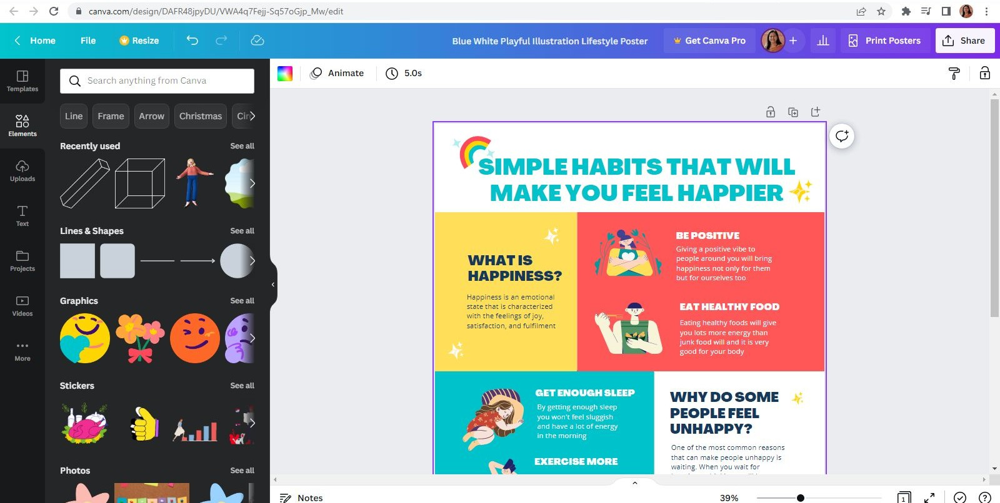 canva.com/design/DAFR48jpyDU/VWA4q7Fejj-Sq57oGjp_Mw/edit
Home File Resize Blue White Playful Illustration Lifestyle Poster Get Canva Pro + Print Posters Share
Templates
Elements
Uploads
Text
Projects
Videos
More
Search anything from Canva
Line Frame Arrow Christmas
Recently used See all
Lines & Shapes See all
Graphics See all
Stickers See all
Photos See all
Animate 5.0s
SIMPLE HABITS THAT WILL
MAKE YOU FEEL HAPPIER
WHAT IS
HAPPINESS?
Happiness is an emotional
state that is characterized
with the feelings of joy,
satisfaction, and fulfilment
BE POSITIVE
Giving a positive vibe to
people around you will bring
happiness not only for them
but for ourselves too
EAT HEALTHY FOOD
Eating healthy foods will give
you lots more energy than
junk food will and it is very
good for your body
GET ENOUGH SLEEP
By getting enough sleep
you won't feel sluggish
and have a lot of energy
in the morning
EXERCISE MORE
WHY DO SOME
PEOPLE FEEL
UNHAPPY?
One of the most common reasons
that can make people unhappy is
waiting. When you wait for
Notes 39% 1